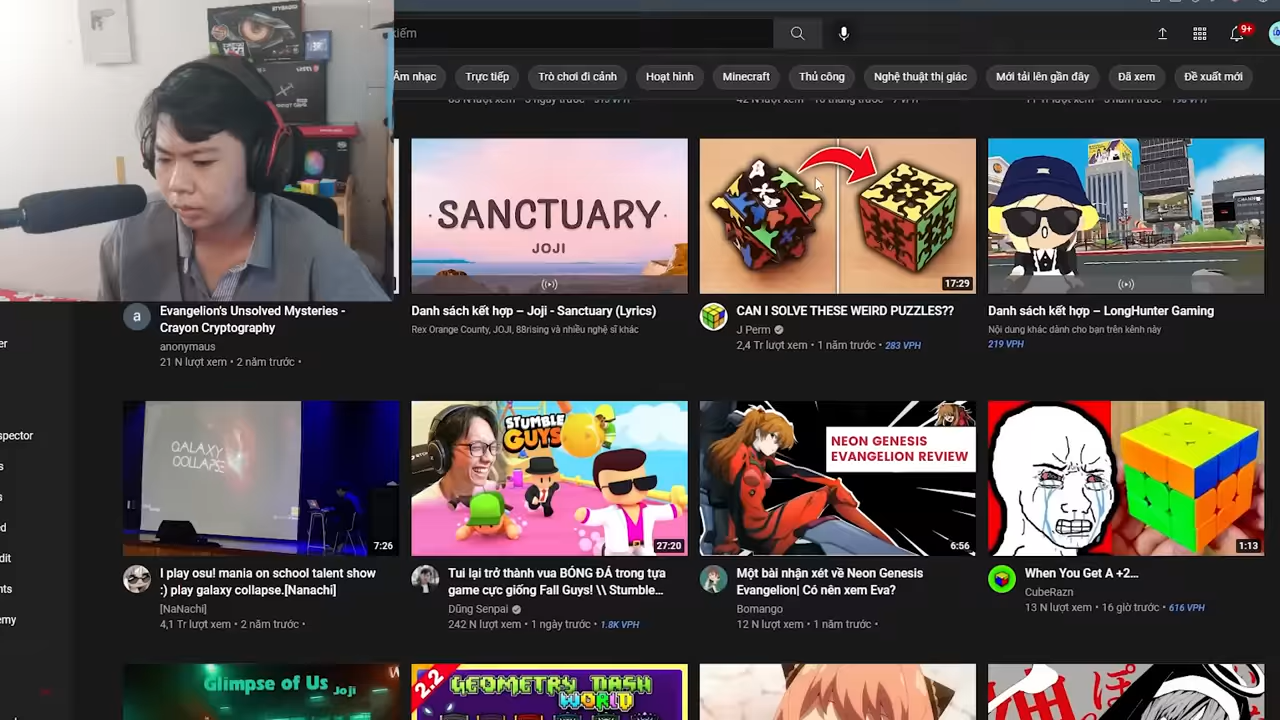 kiếm
9+
Âm nhạc
Trực tiếp
Trò chơi đi cảnh
Hoạt hình
Minecraft
Thủ công
Nghệ thuật thị giác
Mới tải lên gần đây
Đã xem
Đề xuất mới
SANCTUARY
JOJI
17:29
Evangelion's Unsolved Mysteries -
Crayon Cryptography
anonymaus
21 N lượt xem • 2 năm trước •
Danh sách kết hợp – Joji - Sanctuary (Lyrics)
Rex Orange County, JOJI, 88rising và nhiều nghệ sĩ khác
CAN I SOLVE THESE WEIRD PUZZLES??
J Perm
2,4 Tr lượt xem • 1 năm trước • 283 VPH
Danh sách kết hợp – LongHunter Gaming
Nội dung khác dành cho bạn trên kênh này
219 VPH
er
spector
s
s
ed
dit
nts
emy
GALAXY
COLLAPSE
7:26
STUMBLE
GUYS
27:20
NEON GENESIS
EVANGELION REVIEW
6:56
1:13
I play osu! mania on school talent show
:) play galaxy collapse.[Nanachi]
[NaNachi]
4,1 Tr lượt xem • 2 năm trước •
Tui lại trở thành vua BÓNG ĐÁ trong tựa
game cực giống Fall Guys! \\ Stumble...
Dũng Senpai
242 N lượt xem • 1 ngày trước • 1.8K VPH
Một bài nhận xét về Neon Genesis
Evangelion| Có nên xem Eva?
Bomango
12 N lượt xem • 1 năm trước •
When You Get A +2...
CubeRazn
13 N lượt xem • 16 giờ trước • 616 VPH
Glimpse of Us Joji
2.2
GEOMETRY DASH
WORLD